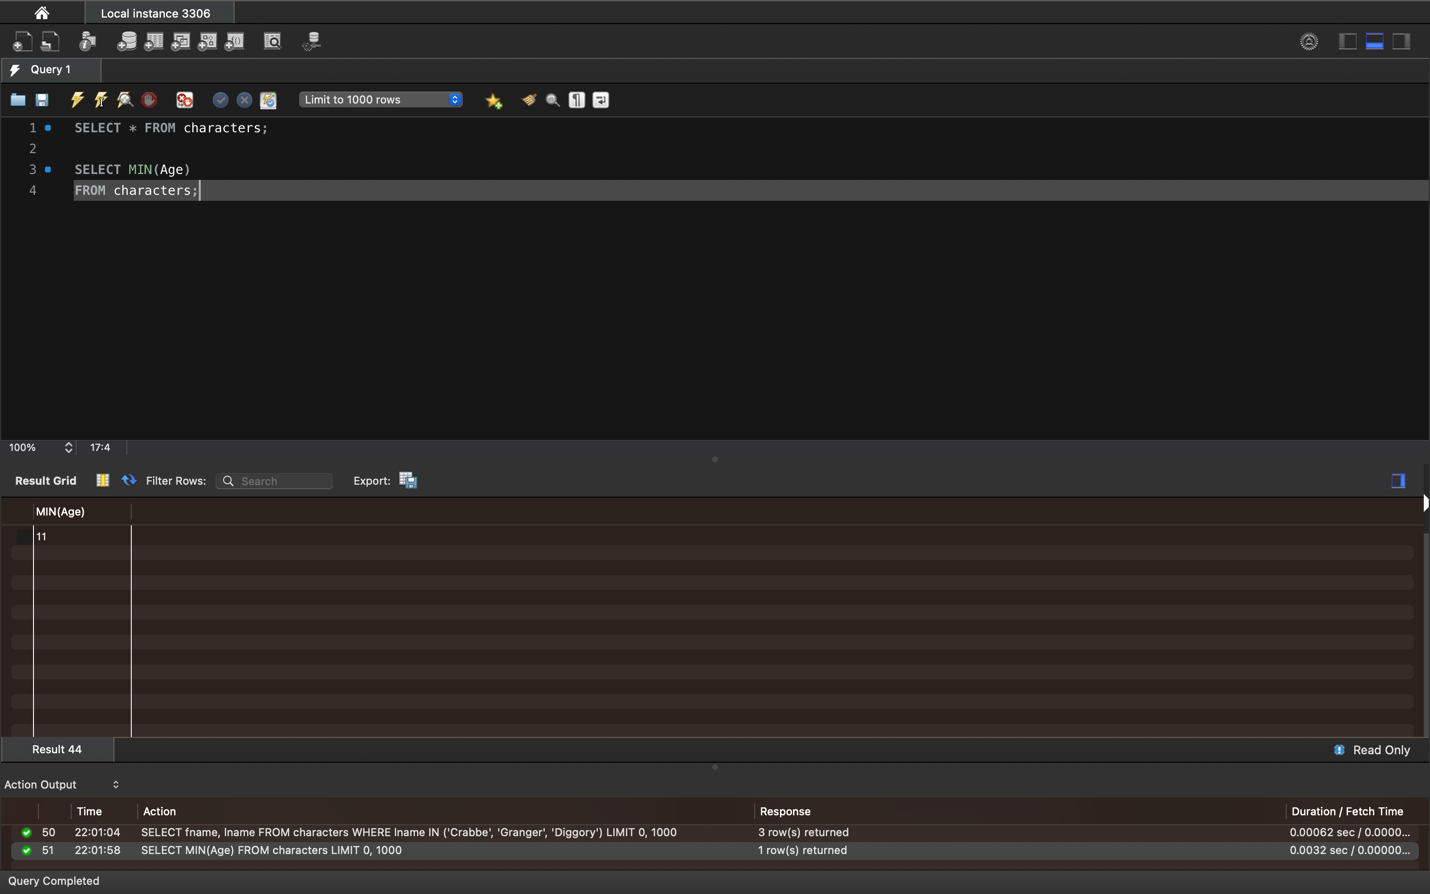 Local instance 3306
Query 1
Limit to 1000 rows
1 SELECT * FROM characters;
2
3 SELECT MIN(Age)
4 FROM characters;
100% 17:4
Result Grid Filter Rows: Search Export:
MIN(Age)
11
Result 44 Read Only
Action Output
Time Action Response Duration / Fetch Time
50 22:01:04 SELECT fname, lname FROM characters WHERE lname IN ('Crabbe', 'Granger', 'Diggory') LIMIT 0, 1000 3 row(s) returned 0.00062 sec / 0.0000...
51 22:01:58 SELECT MIN(Age) FROM characters LIMIT 0, 1000 1 row(s) returned 0.0032 sec / 0.00000...
Query Completed